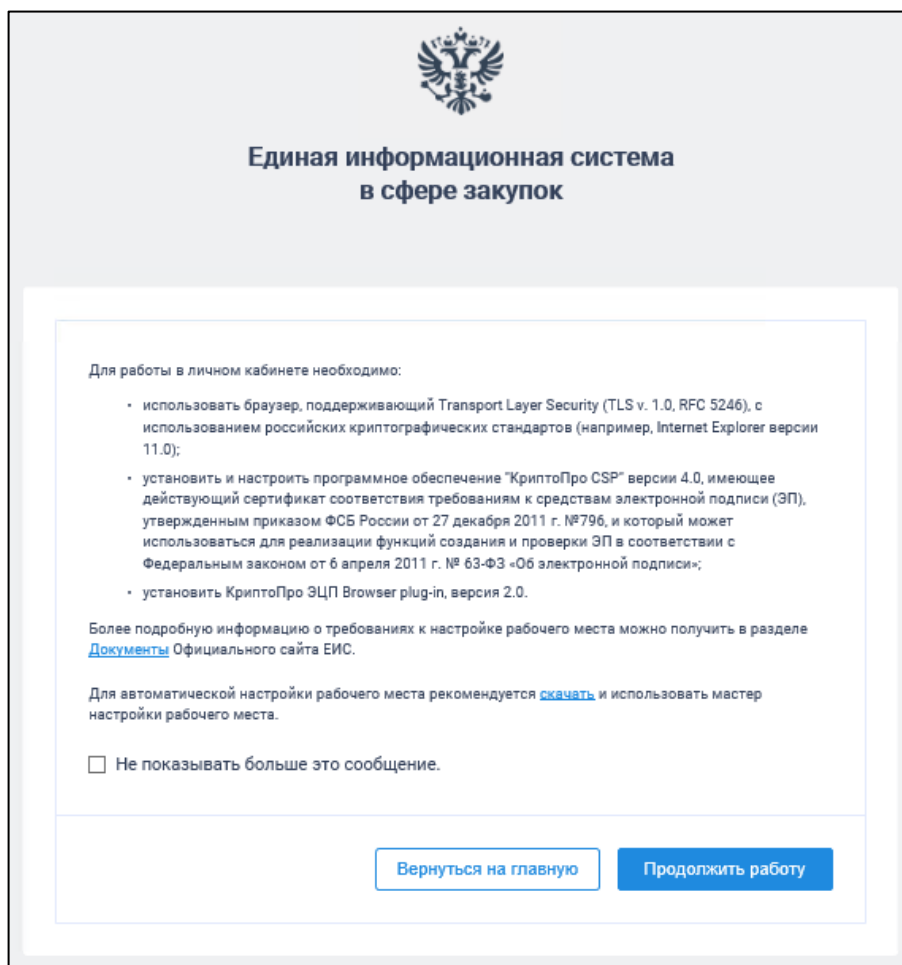 Единая информационная система
в сфере закупок
Для работы в личном кабинете необходимо:
• использовать браузер, поддерживающий Transport Layer Security (TLS v. 1.0, RFC 5246), с
использованием российских криптографических стандартов (например, Internet Explorer версии
11.0);
• установить и настроить программное обеспечение "КриптоПро CSP" версии 4.0, имеющее
действующий сертификат соответствия требованиям к средствам электронной подписи (ЭП),
утвержденным приказом ФСБ России от 27 декабря 2011 г. №796, и который может
использоваться для реализации функций создания и проверки ЭП в соответствии с
Федеральным законом от 6 апреля 2011 г. № 63-ФЗ «Об электронной подписи»;
• установить КриптоПро ЭЦП Browser plug-in, версия 2.0.
Более подробную информацию о требованиях к настройке рабочего места можно получить в разделе
Документы Официального сайта ЕИС.
Для автоматической настройки рабочего места рекомендуется скачать и использовать мастер
настройки рабочего места.
Не показывать больше это сообщение.
Вернуться на главную
Продолжить работу